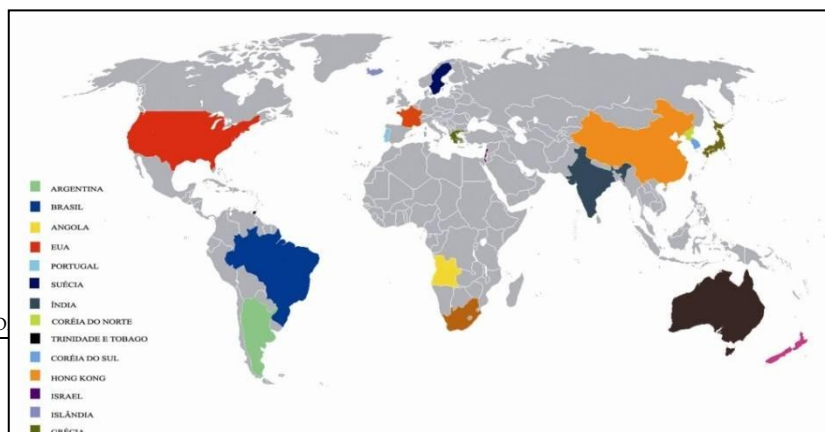 ARGENTINA
BRASIL
ANGOLA
EUA
PORTUGAL
SUÉCIA
ÍNDIA
CORÉIA DO NORTE
TRINIDADE E TOBAGO
CORÉIA DO SUL
HONG KONG
ISRAEL
ISLÂNDIA
GRÉCIA